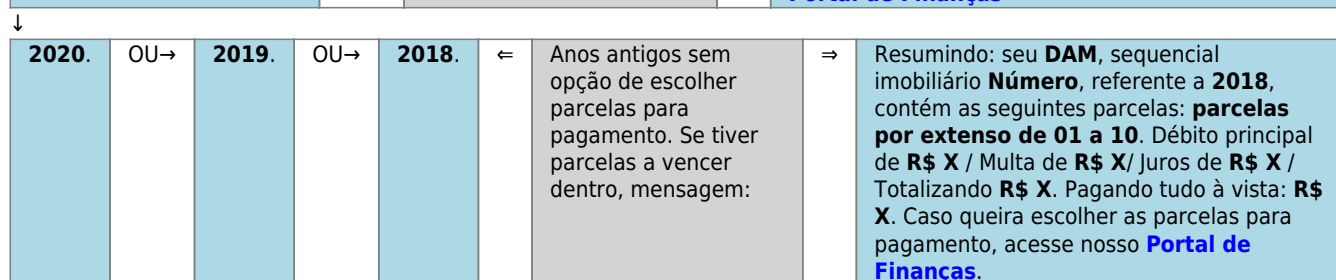 Portal de Finanças
↓
2020. OU→ 2019. OU→ 2018. ⇐
Anos antigos sem
opção de escolher
parcelas para
pagamento. Se tiver
parcelas a vencer
dentro, mensagem:
⇒
Resumindo: seu DAM, sequencial
imobiliário Número, referente a 2018,
contém as seguintes parcelas: parcelas
por extenso de 01 a 10. Débito principal
de R$ X / Multa de R$ X/ Juros de R$ X /
Totalizando R$ X. Pagando tudo à vista: R$
X. Caso queira escolher as parcelas para
pagamento, acesse nosso Portal de
Finanças.